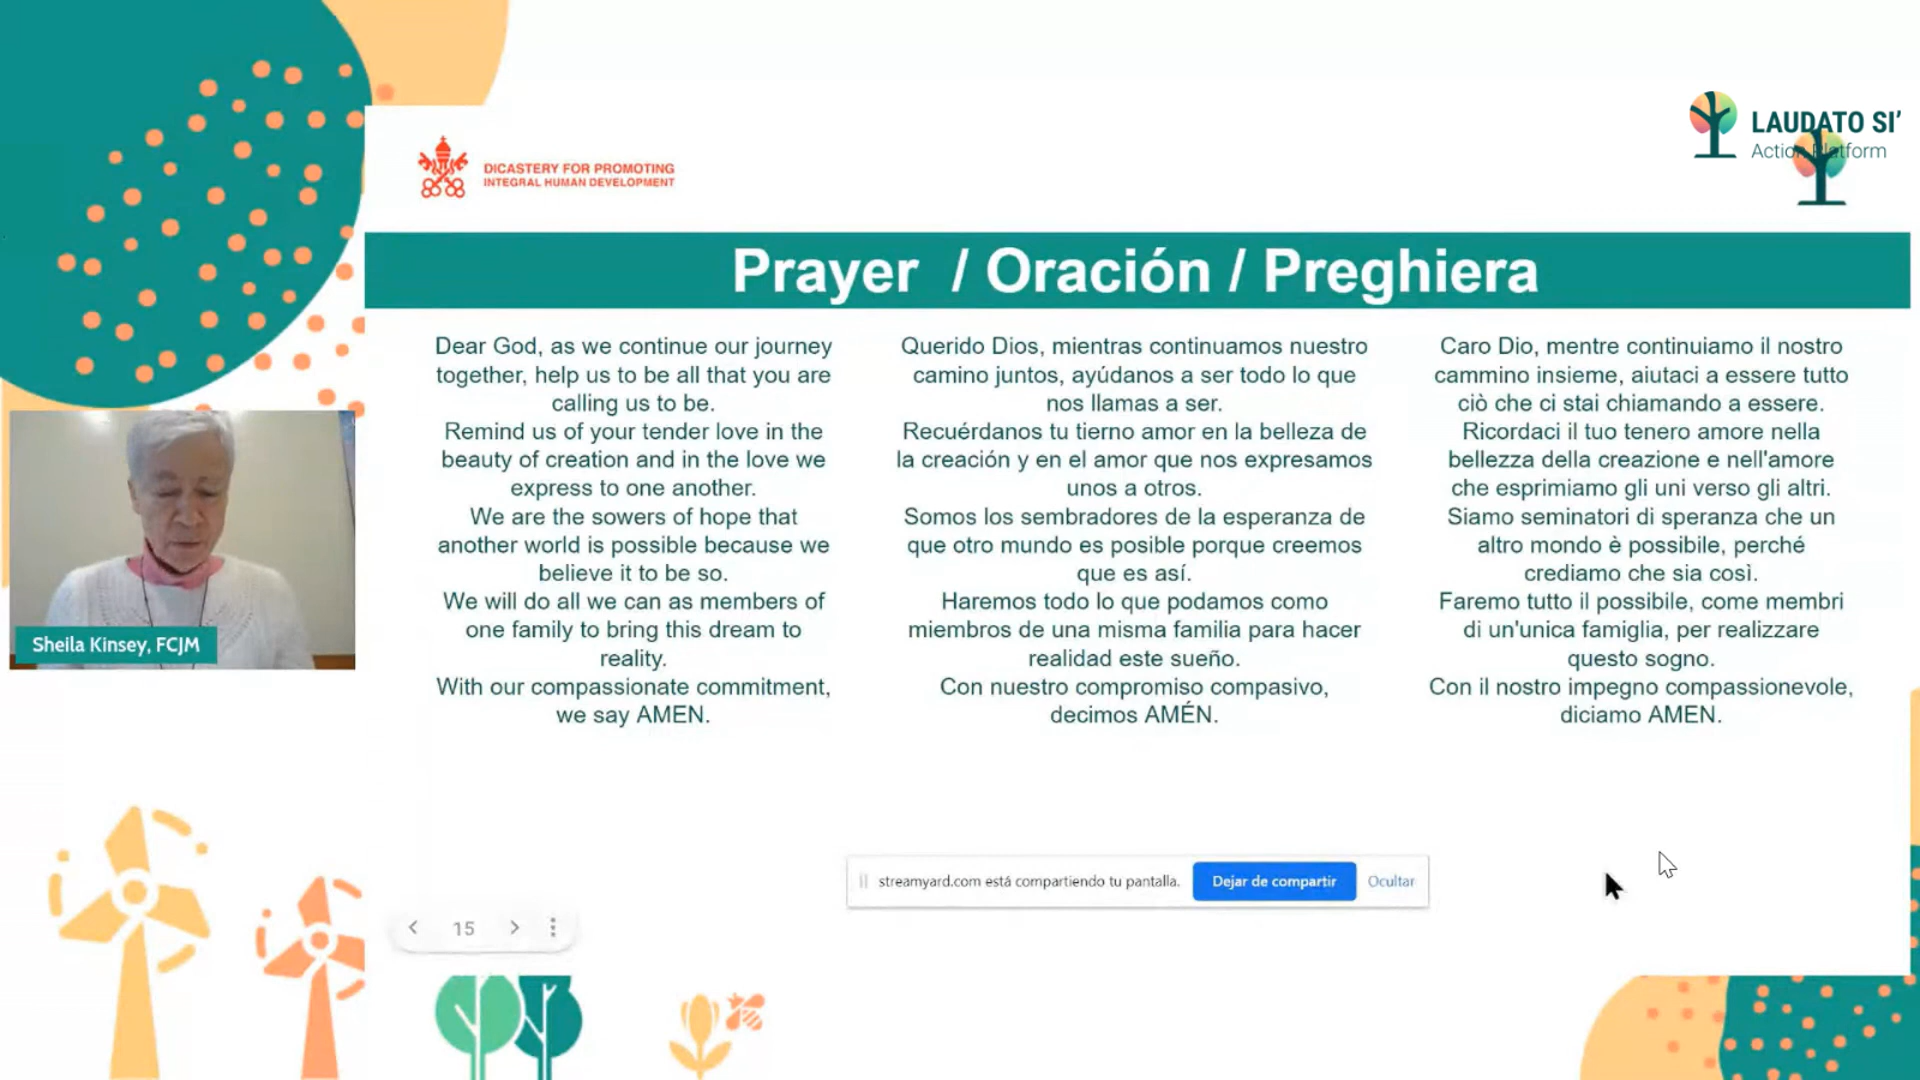 LAUDATO SI’
Action Platform
DICASTERY FOR PROMOTING
INTEGRAL HUMAN DEVELOPMENT
Prayer / Oración / Preghiera
Dear God, as we continue our journey
together, help us to be all that you are
calling us to be.
Remind us of your tender love in the
beauty of creation and in the love we
express to one another.
We are the sowers of hope that
another world is possible because we
believe it to be so.
We will do all we can as members of
one family to bring this dream to
reality.
With our compassionate commitment,
we say AMEN.
Querido Dios, mientras continuamos nuestro
camino juntos, ayúdanos a ser todo lo que
nos llamas a ser.
Recuérdanos tu tierno amor en la belleza de
la creación y en el amor que nos expresamos
unos a otros.
Somos los sembradores de la esperanza de
que otro mundo es posible porque creemos
que es así.
Haremos todo lo que podamos como
miembros de una misma familia para hacer
realidad este sueño.
Con nuestro compromiso compasivo,
decimos AMÉN.
Caro Dio, mentre continuiamo il nostro
cammino insieme, aiutaci a essere tutto
ciò che ci stai chiamando a essere.
Ricordaci il tuo tenero amore nella
bellezza della creazione e nell'amore
che esprimiamo gli uni verso gli altri.
Siamo seminatori di speranza che un
altro mondo è possibile, perché
crediamo che sia così.
Faremo tutto il possibile, come membri
di un'unica famiglia, per realizzare
questo sogno.
Con il nostro impegno compassionevole,
diciamo AMEN.
Sheila Kinsey, FCJM
streamyard.com está compartiendo tu pantalla.
Dejar de compartir
Ocultar
15